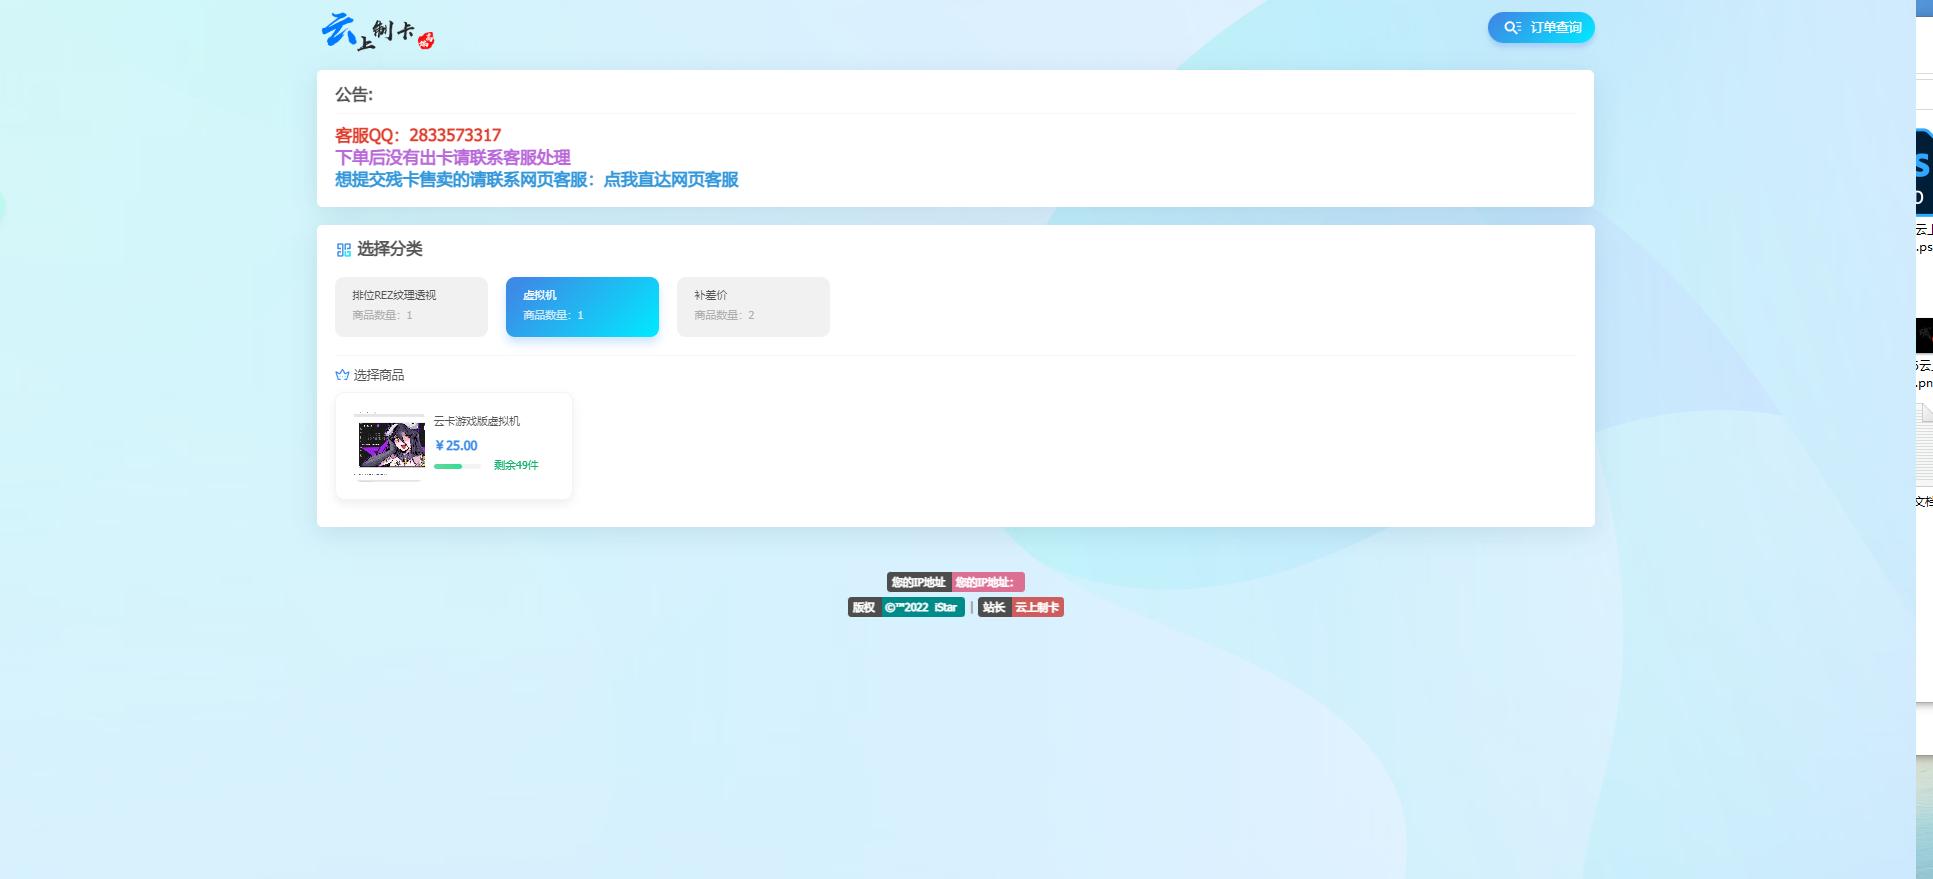 云上制卡
订单查询
公告:
客服QQ：2833573317
下单后没有出卡请联系客服处理
想提交残卡售卖的请联系网页客服：点我直达网页客服
选择分类
排位REZ纹理透视
商品数量：1
虚拟机
商品数量：1
补差价
商品数量：2
选择商品
云卡游戏版虚拟机
￥25.00
剩余49件
您的IP地址 您的IP地址：
版权 ©™2022 iStar | 站长 云上制卡
云上
.ps
.pn
文档